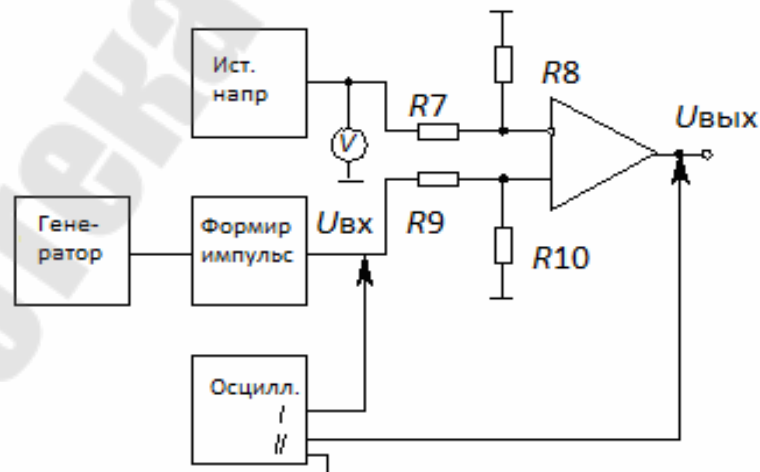 Ист.
напр
R8
R7
V
Uвых
Гене-
ратор
Формир
импульс
Uвх
R9
R10
Осцилл.
I
II